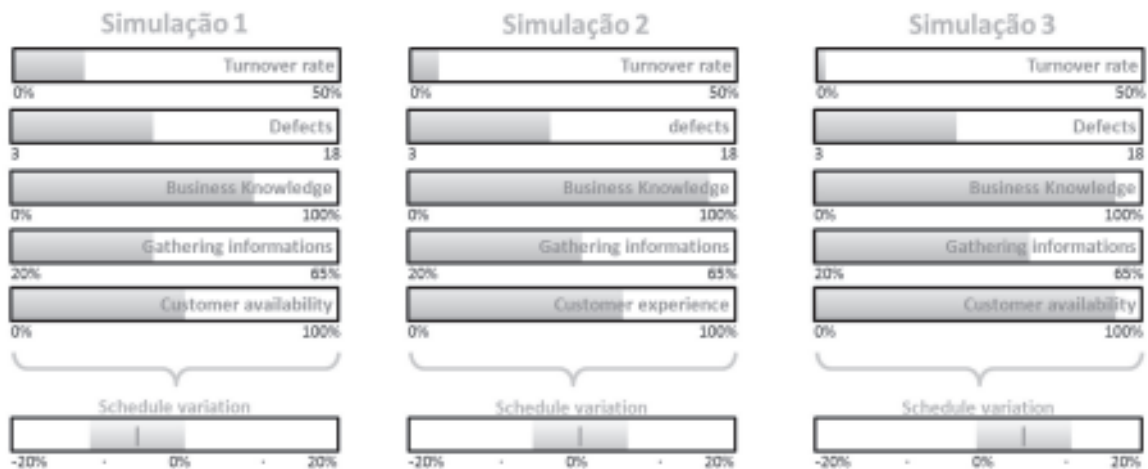 Simulação 1
Turnover rate
0% 50%
Defects
3 18
Business Knowledge
0% 100%
Gathering informations
20% 65%
Customer availability
0% 100%
Schedule variation
-20% · 0% · 20%
Simulação 2
Turnover rate
0% 50%
defects
3 18
Business Knowledge
0% 100%
Gathering informations
20% 65%
Customer experience
0% 100%
Schedule variation
-20% · 0% · 20%
Simulação 3
Turnover rate
0% 50%
Defects
3 18
Business Knowledge
0% 100%
Gathering informations
20% 65%
Customer availability
0% 100%
Schedule variation
-20% · 0% · 20%